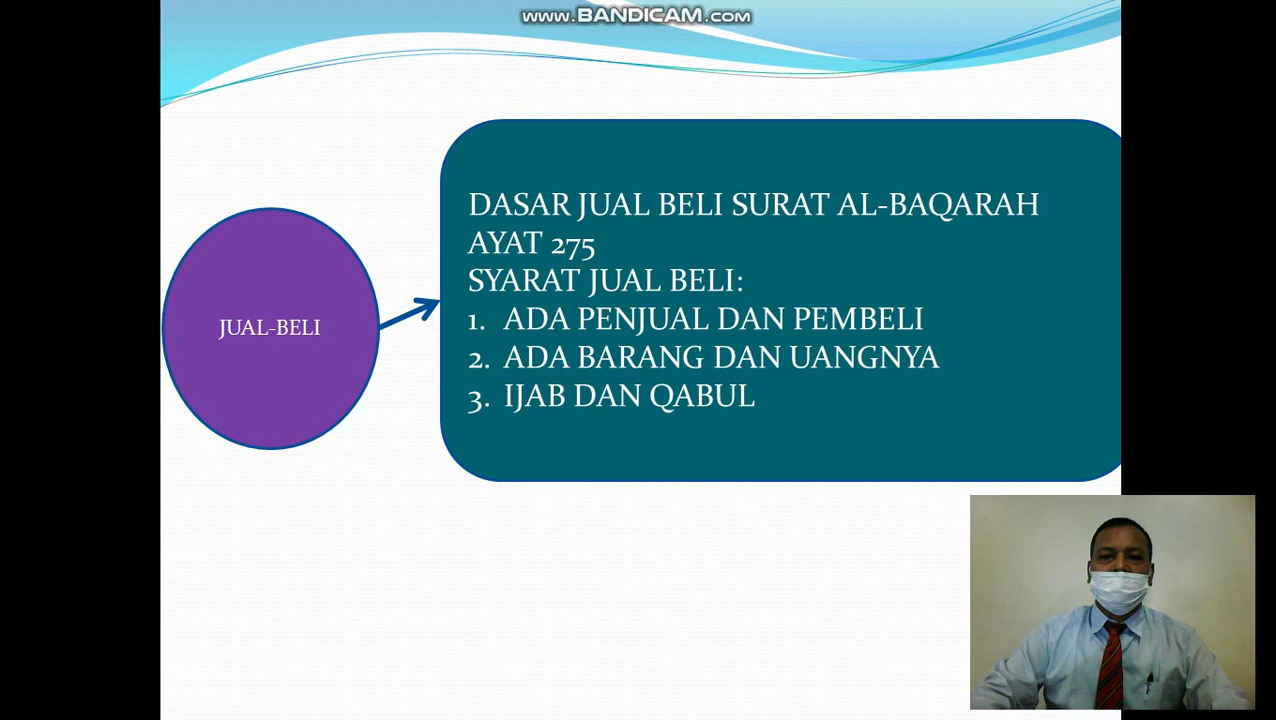 www.BANDICAM.com
DASAR JUAL BELI SURAT AL-BAQARAH
AYAT 275
SYARAT JUAL BELI:
1. ADA PENJUAL DAN PEMBELI
2. ADA BARANG DAN UANGNYA
3. IJAB DAN QABUL
JUAL-BELI